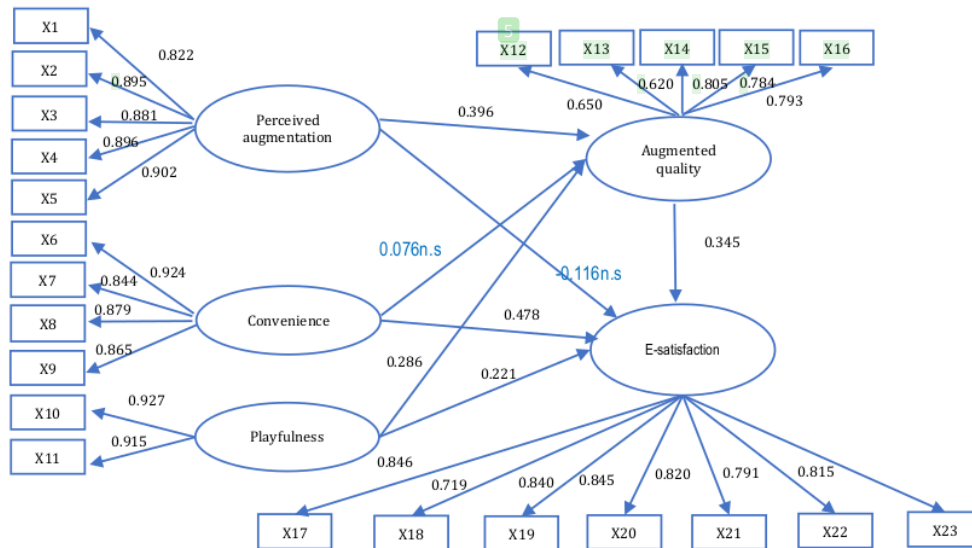 X1
X2
X3
X4
X5
X6
X7
X8
X9
X10
X11
0.822
0.895
0.881
0.896
0.902
0.924
0.844
0.879
0.865
0.927
0.915
Perceived
augmentation
Convenience
Playfulness
0.396
0.076n.s
-0.116n.s
0.478
0.286
0.221
5
X12
X13
X14
X15
X16
0.650
0.620
0.805
0.784
0.793
Augmented
quality
0.345
E-satisfaction
0.846
0.719
0.840
0.845
0.820
0.791
0.815
X17
X18
X19
X20
X21
X22
X23